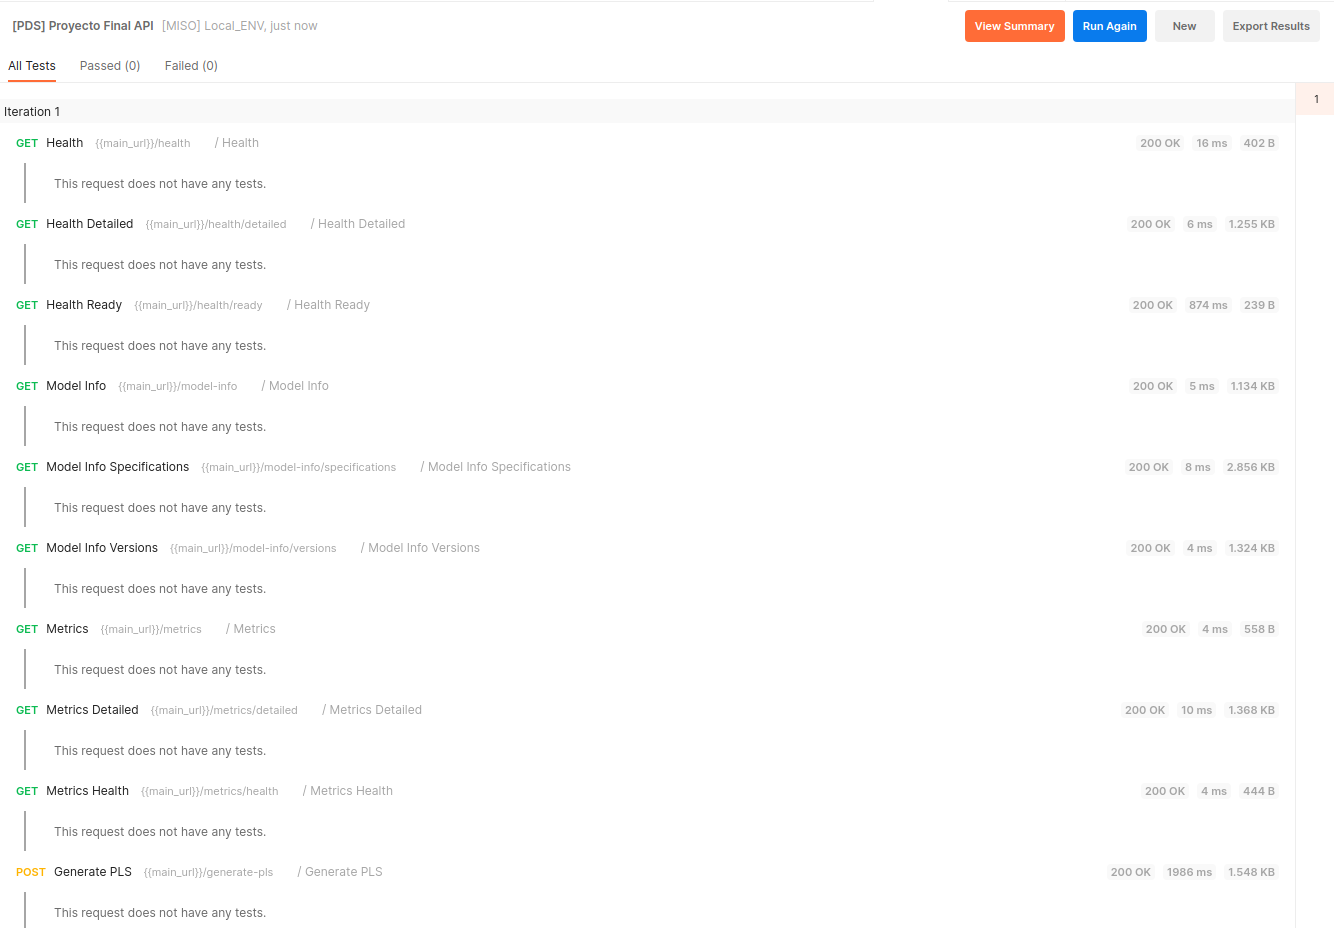 [PDS] Proyecto Final API [MISO] Local_ENV, just now View Summary Run Again New Export Results
All Tests Passed (0) Failed (0)
1
Iteration 1
GET Health {{main_url}}/health / Health 200 OK 16 ms 402 B
This request does not have any tests.
GET Health Detailed {{main_url}}/health/detailed / Health Detailed 200 OK 6 ms 1.255 KB
This request does not have any tests.
GET Health Ready {{main_url}}/health/ready / Health Ready 200 OK 874 ms 239 B
This request does not have any tests.
GET Model Info {{main_url}}/model-info / Model Info 200 OK 5 ms 1.134 KB
This request does not have any tests.
GET Model Info Specifications {{main_url}}/model-info/specifications / Model Info Specifications 200 OK 8 ms 2.856 KB
This request does not have any tests.
GET Model Info Versions {{main_url}}/model-info/versions / Model Info Versions 200 OK 4 ms 1.324 KB
This request does not have any tests.
GET Metrics {{main_url}}/metrics / Metrics 200 OK 4 ms 558 B
This request does not have any tests.
GET Metrics Detailed {{main_url}}/metrics/detailed / Metrics Detailed 200 OK 10 ms 1.368 KB
This request does not have any tests.
GET Metrics Health {{main_url}}/metrics/health / Metrics Health 200 OK 4 ms 444 B
This request does not have any tests.
POST Generate PLS {{main_url}}/generate-pls / Generate PLS 200 OK 1986 ms 1.548 KB
This request does not have any tests.